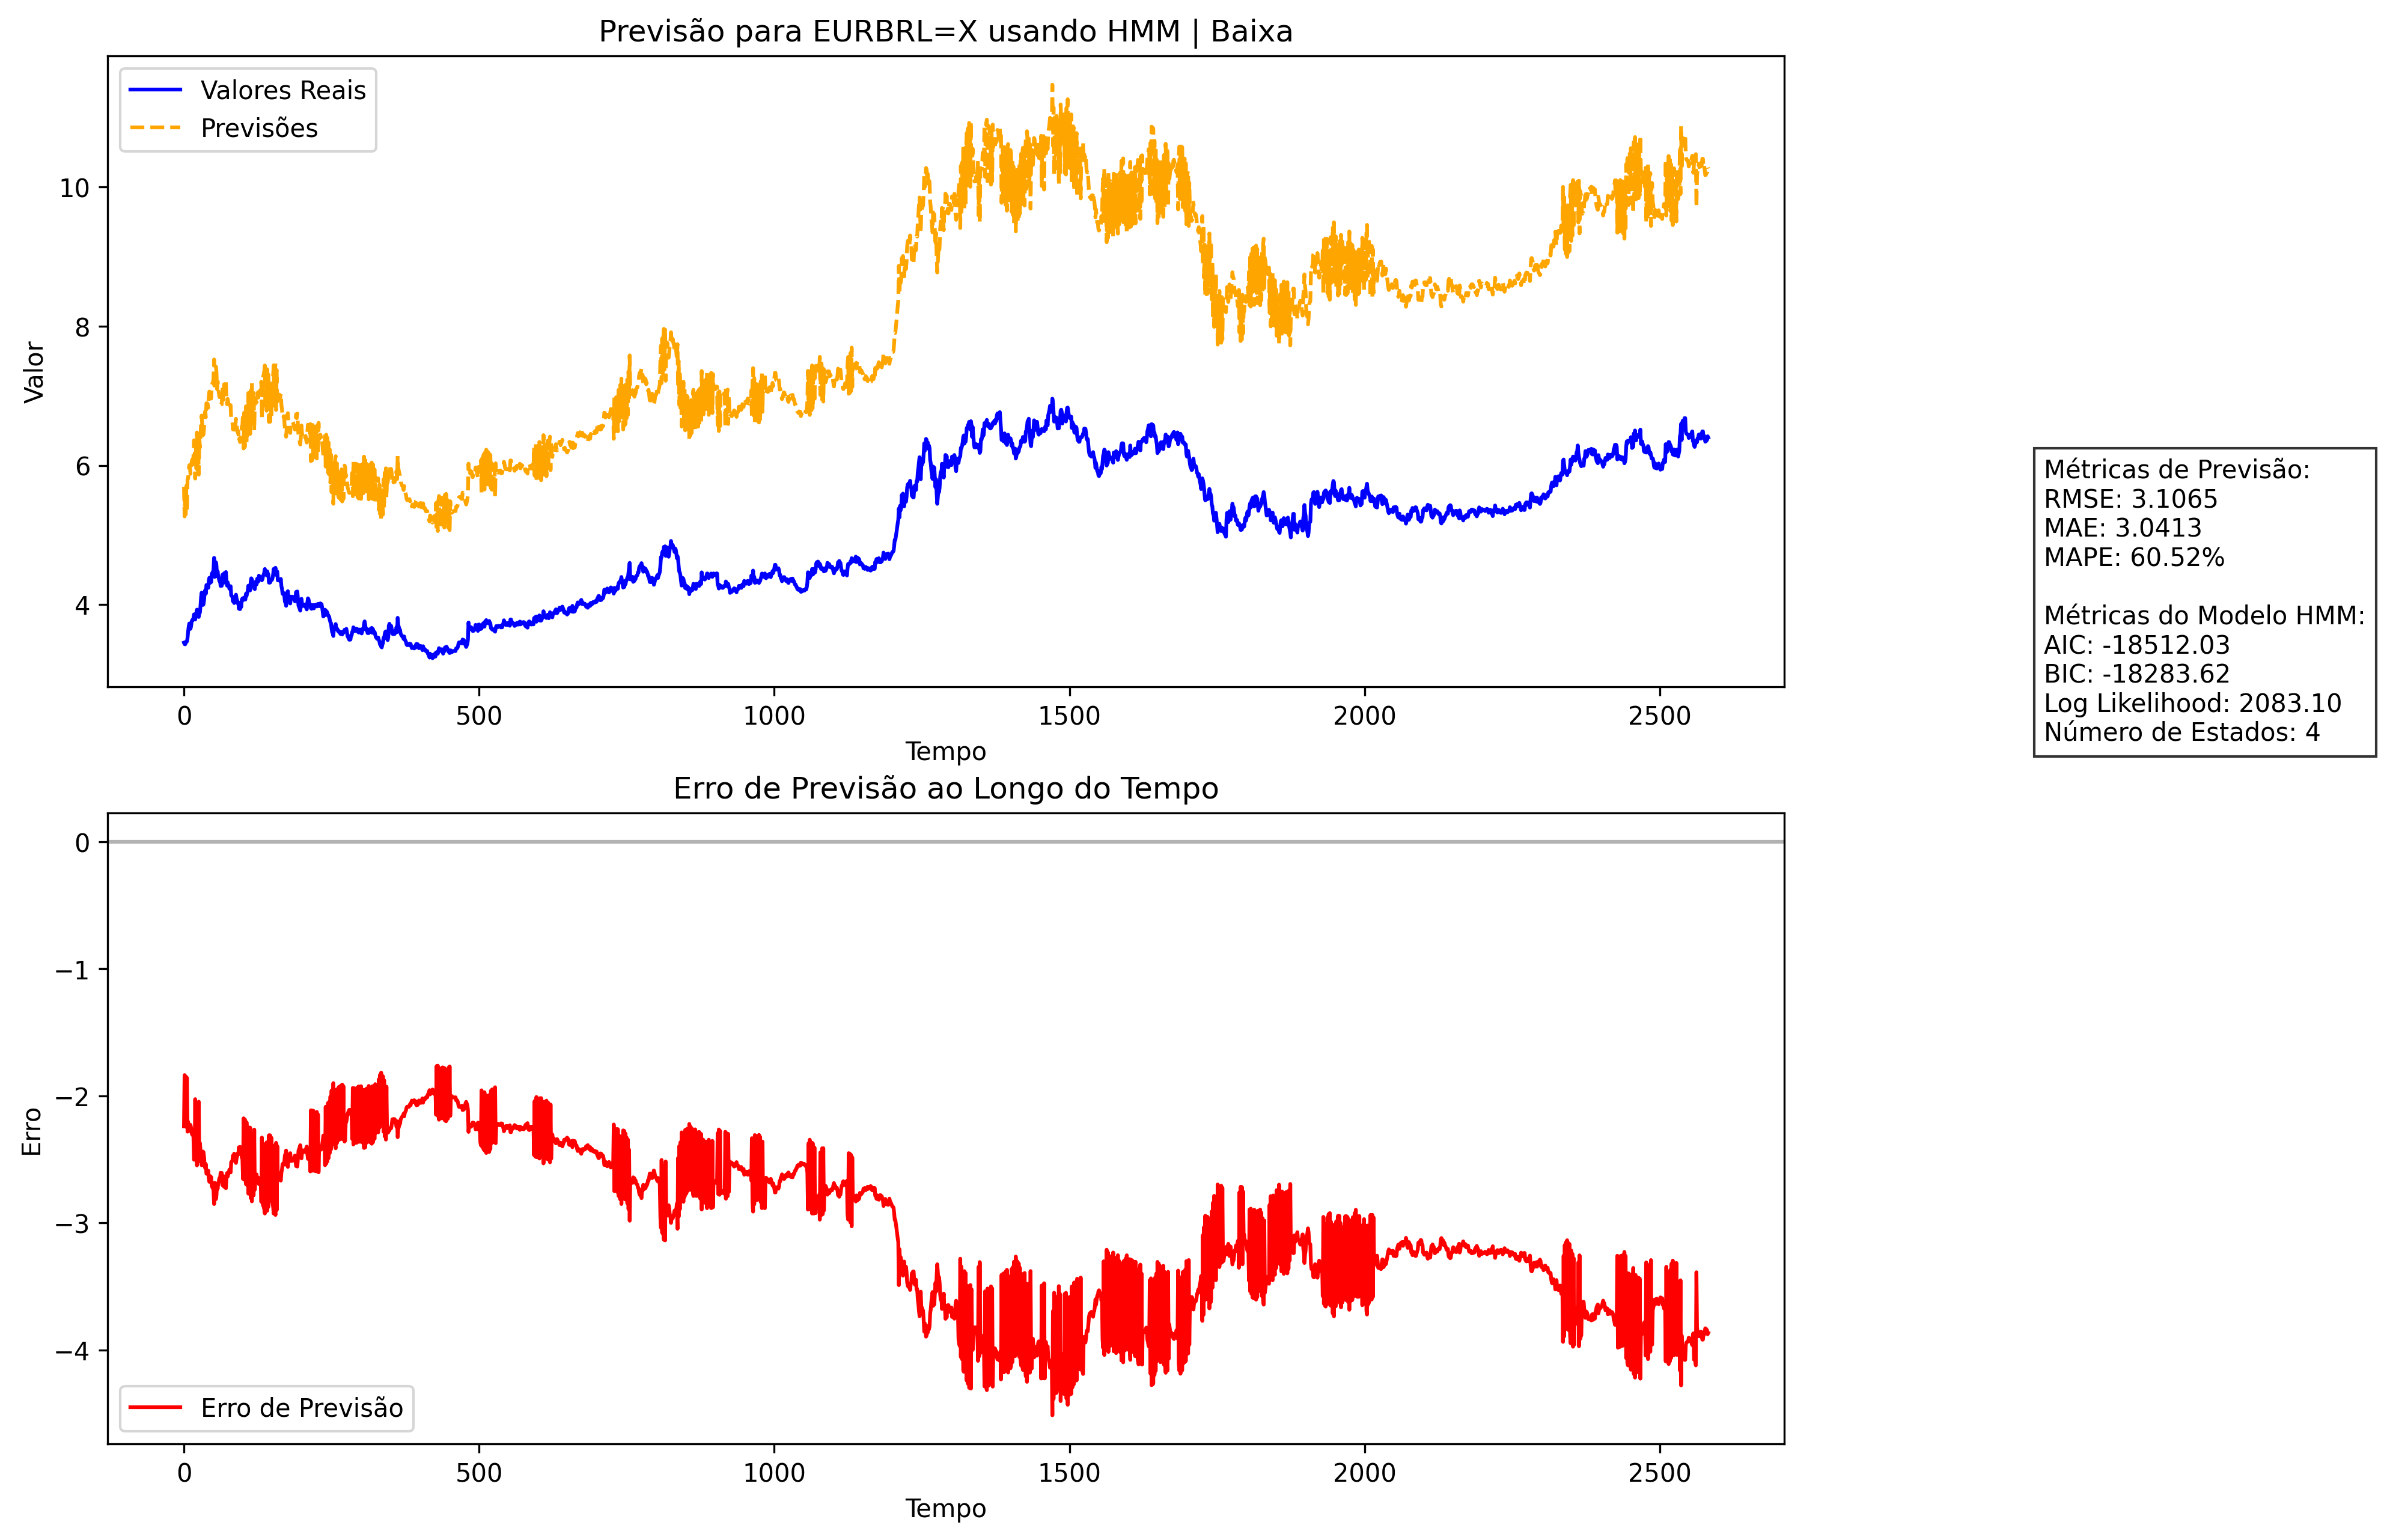 Previsão para EURBRL=X usando HMM | Baixa
Valores Reais
Previsões
Valor
10
8
6
4
0
500
1000
1500
2000
2500
Tempo
Métricas de Previsão:
RMSE: 3.1065
MAE: 3.0413
MAPE: 60.52%
Métricas do Modelo HMM:
AIC: -18512.03
BIC: -18283.62
Log Likelihood: 2083.10
Número de Estados: 4
Erro de Previsão ao Longo do Tempo
Erro
0
−1
−2
−3
−4
Erro de Previsão
0
500
1000
1500
2000
2500
Tempo